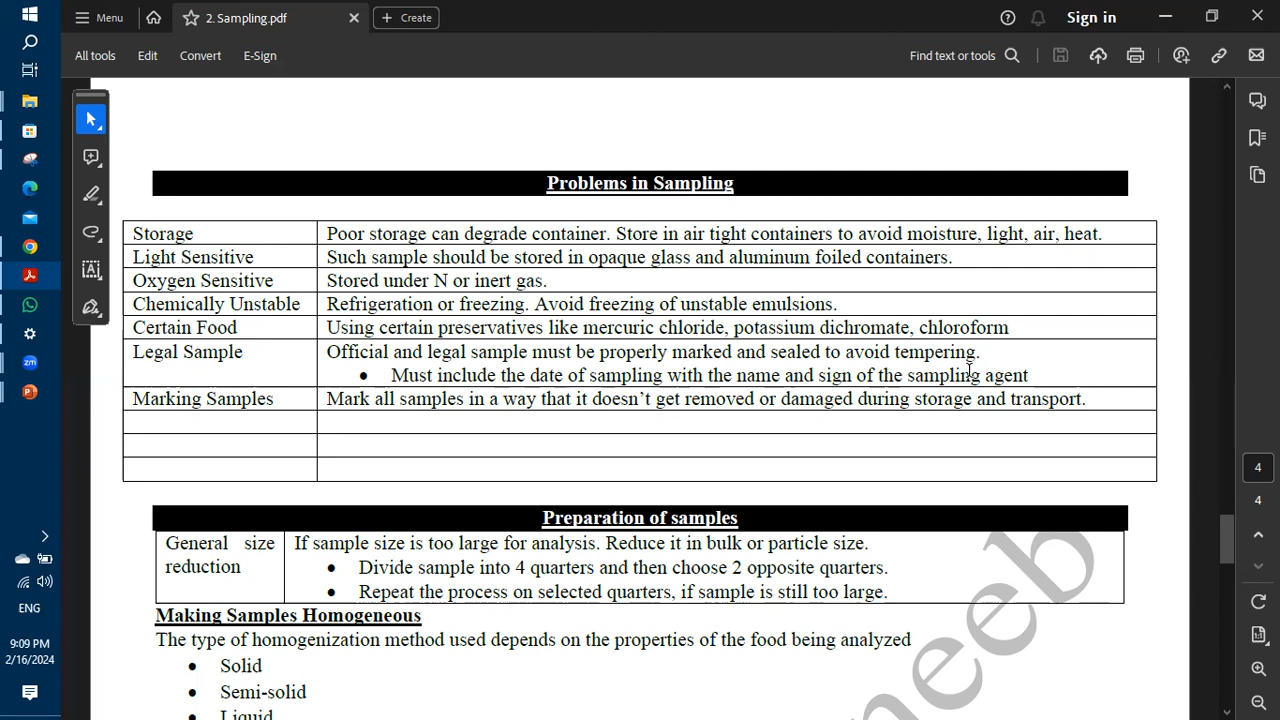 Menu
2. Sampling.pdf
Create
Sign in
All tools
Edit
Convert
E-Sign
Find text or tools
Problems in Sampling
Storage Poor storage can degrade container. Store in air tight containers to avoid moisture, light, air, heat.
Light Sensitive Such sample should be stored in opaque glass and aluminum foiled containers.
Oxygen Sensitive Stored under N or inert gas.
Chemically Unstable Refrigeration or freezing. Avoid freezing of unstable emulsions.
Certain Food Using certain preservatives like mercuric chloride, potassium dichromate, chloroform
Legal Sample Official and legal sample must be properly marked and sealed to avoid tempering.
• Must include the date of sampling with the name and sign of the sampling agent
Marking Samples Mark all samples in a way that it doesn't get removed or damaged during storage and transport.
Preparation of samples
General size If sample size is too large for analysis. Reduce it in bulk or particle size.
reduction • Divide sample into 4 quarters and then choose 2 opposite quarters.
• Repeat the process on selected quarters, if sample is still too large.
Making Samples Homogeneous
The type of homogenization method used depends on the properties of the food being analyzed
• Solid
• Semi-solid
• Liquid
neeb
4
4
ENG
9:09 PM
2/16/2024